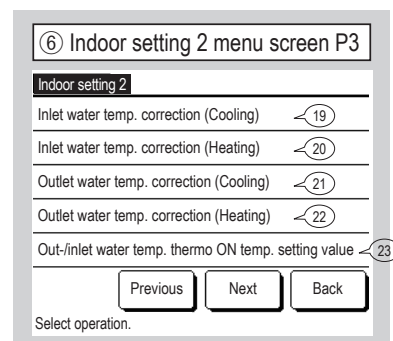 ⑥ Indoor setting 2 menu screen P3
Indoor setting 2
Inlet water temp. correction (Cooling) 19
Inlet water temp. correction (Heating) 20
Outlet water temp. correction (Cooling) 21
Outlet water temp. correction (Heating) 22
Out-/inlet water temp. thermo ON temp. setting value 23
Previous Next Back
Select operation.